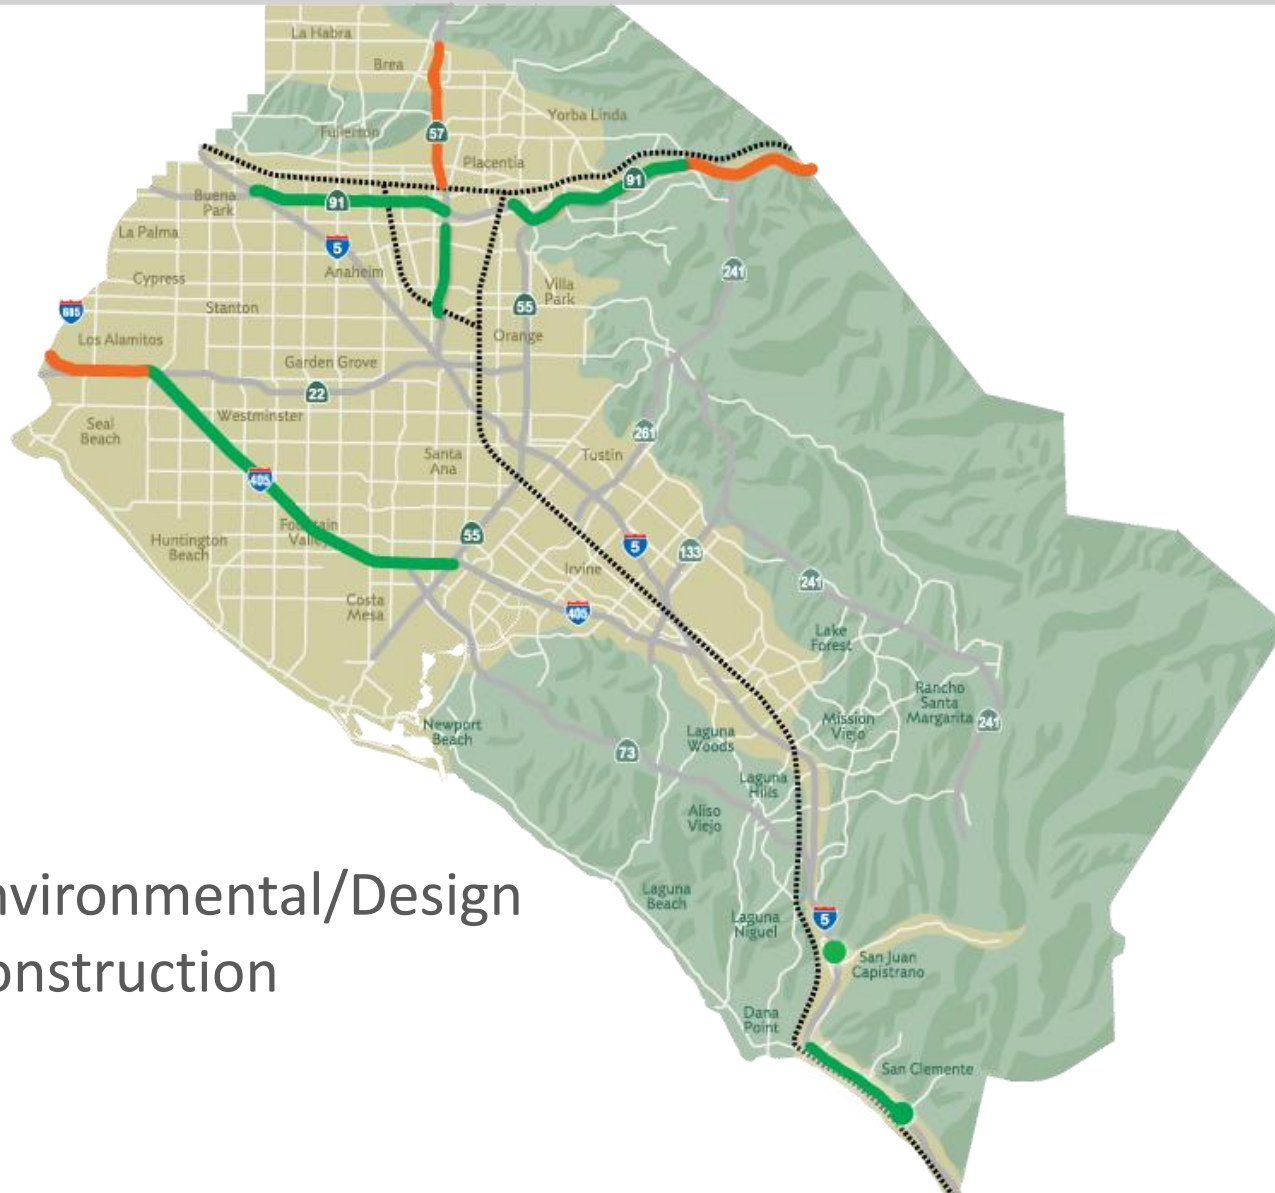 La Habra
Brea
Yorba Linda
Fullerton
57
Placentia
91
Buena
Park
91
La Palma
5
Anaheim
241
Cypress
Villa
Park
Stanton
55
605
Los Alamitos
Orange
Garden Grove
22
Westminster
Seal
Beach
261
Santa
Ana
Tustin
405
Fountain
Valley
Huntington
Beach
55
5
133
Irvine
241
Costa
Mesa
405
Lake
Forest
Rancho
Santa
Margarita
241
Newport
Beach
Laguna
Woods
Mission
Viejo
73
Laguna
Hills
Aliso
Viejo
nvironmental/Design
onstruction
Laguna
Beach
Laguna
Niguel
5
San Juan
Capistrano
Dana
Point
San Clemente